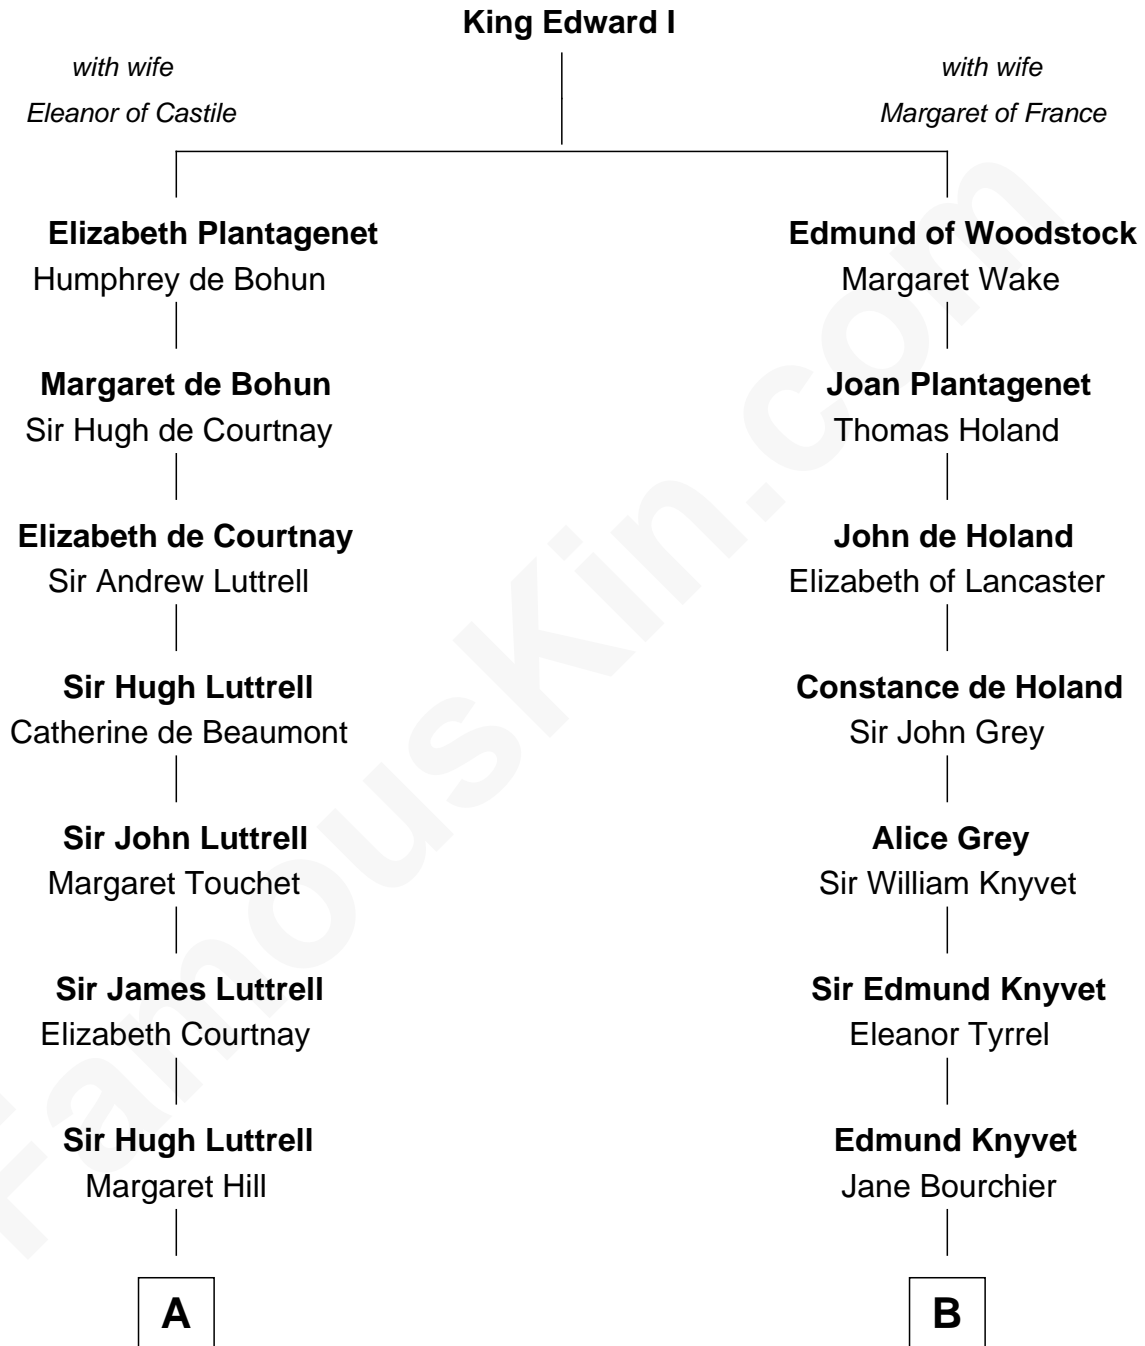 King Edward I
with wife
Eleanor of Castile
with wife
Margaret of France
Elizabeth Plantagenet
Humphrey de Bohun
Edmund of Woodstock
Margaret Wake
Margaret de Bohun
Sir Hugh de Courtnay
Joan Plantagenet
Thomas Holand
Elizabeth de Courtnay
Sir Andrew Luttrell
John de Holand
Elizabeth of Lancaster
Sir Hugh Luttrell
Catherine de Beaumont
Constance de Holand
Sir John Grey
Sir John Luttrell
Margaret Touchet
Alice Grey
Sir William Knyvet
Sir James Luttrell
Elizabeth Courtnay
Sir Edmund Knyvet
Eleanor Tyrrel
Sir Hugh Luttrell
Margaret Hill
Edmund Knyvet
Jane Bourchier
A
B
FamousKin.com